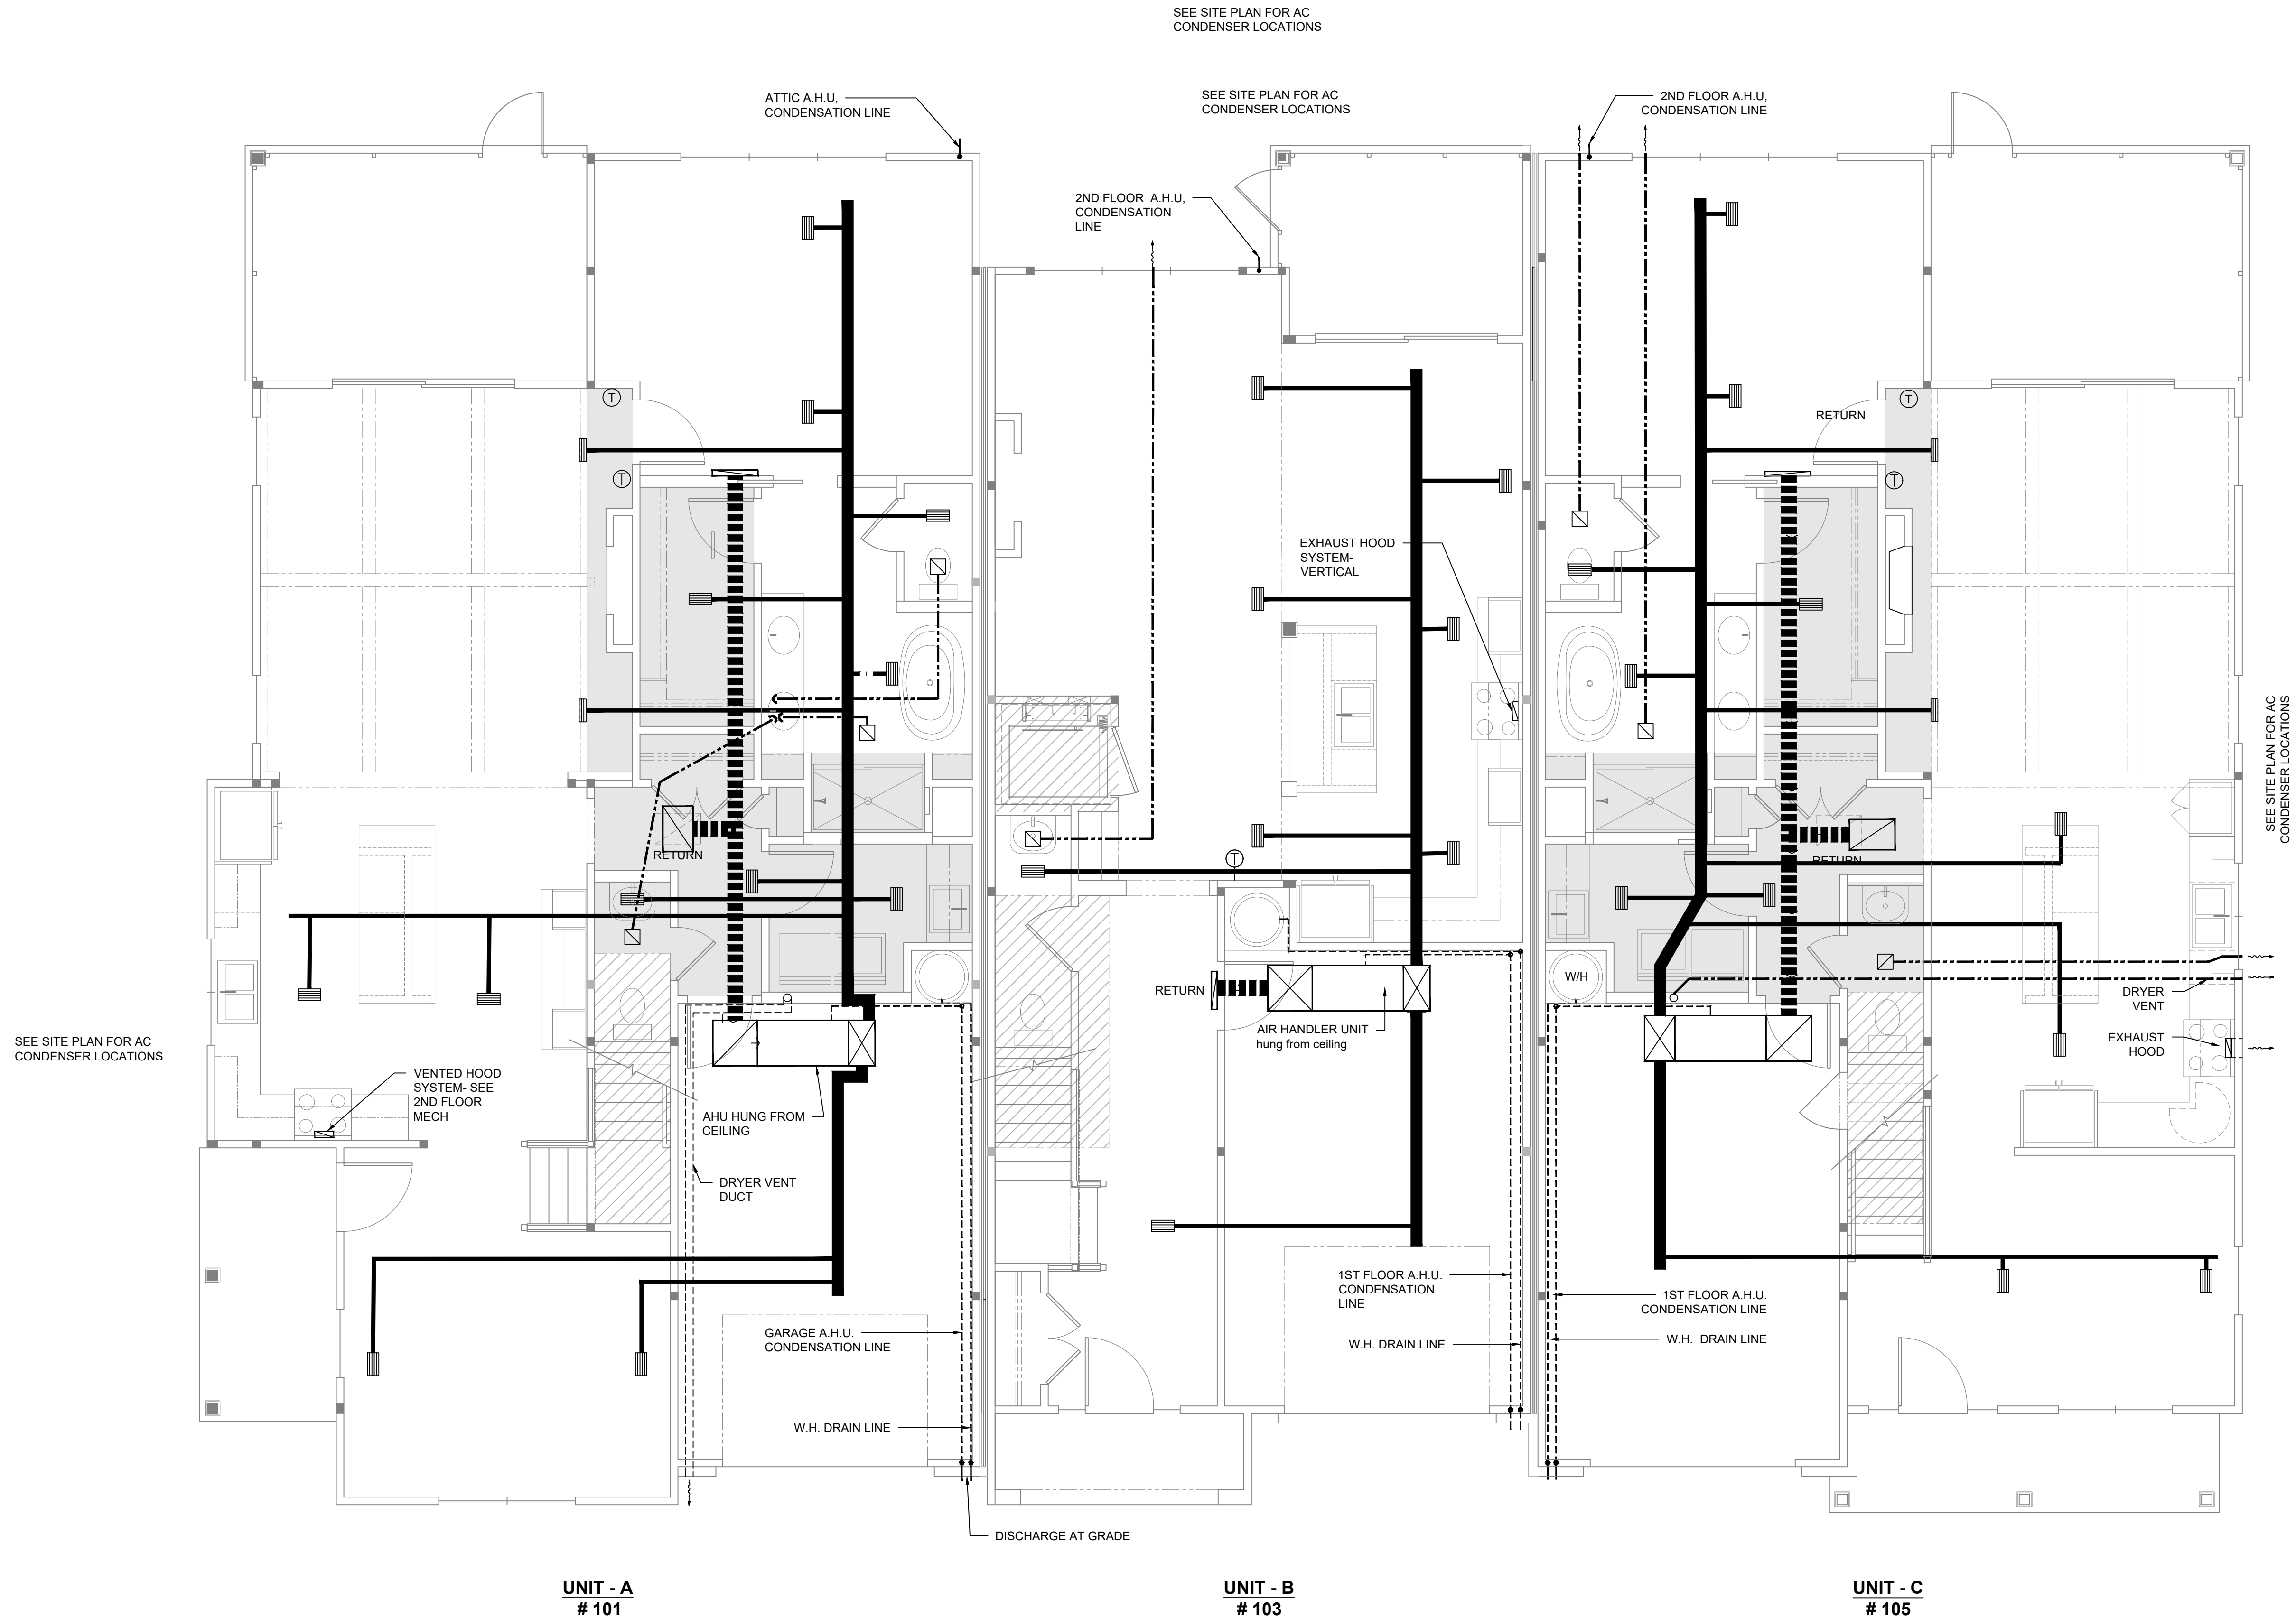 SEE SITE PLAN FOR AC
CONDENSER LOCATIONS
ATTIC A.H.U,
CONDENSATION LINE
SEE SITE PLAN FOR AC
CONDENSER LOCATIONS
2ND FLOOR A.H.U,
CONDENSATION LINE
2ND FLOOR A.H.U,
CONDENSATION
LINE
T
T
RETURN
T
T
EXHAUST HOOD
SYSTEM-
VERTICAL
SEE SITE PLAN FOR AC
CONDENSER LOCATIONS
RETURN
T
RETURN
RETURN
W/H
DRYER
VENT
AIR HANDLER UNIT
hung from ceiling
EXHAUST
HOOD
SEE SITE PLAN FOR AC
CONDENSER LOCATIONS
VENTED HOOD
SYSTEM- SEE
2ND FLOOR
MECH
AHU HUNG FROM
CEILING
DRYER VENT
DUCT
1ST FLOOR A.H.U.
CONDENSATION
LINE
1ST FLOOR A.H.U.
CONDENSATION LINE
GARAGE A.H.U.
CONDENSATION LINE
W.H. DRAIN LINE
W.H. DRAIN LINE
W.H. DRAIN LINE
DISCHARGE AT GRADE
UNIT - A
# 101
UNIT - B
# 103
UNIT - C
# 105